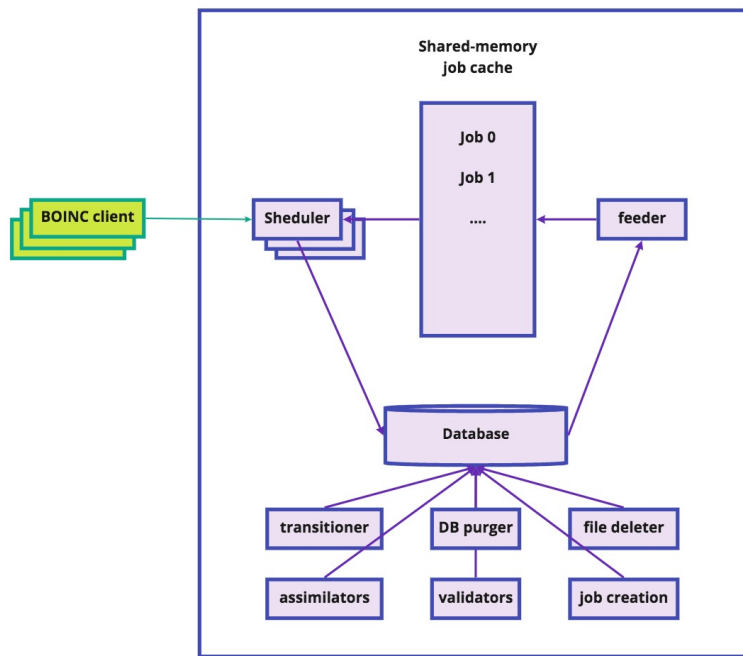 Shared-memory
job cache
Job 0
Job 1
....
BOINC client
Sheduler
feeder
Database
transitioner
DB purger
file deleter
assimilators
validators
job creation